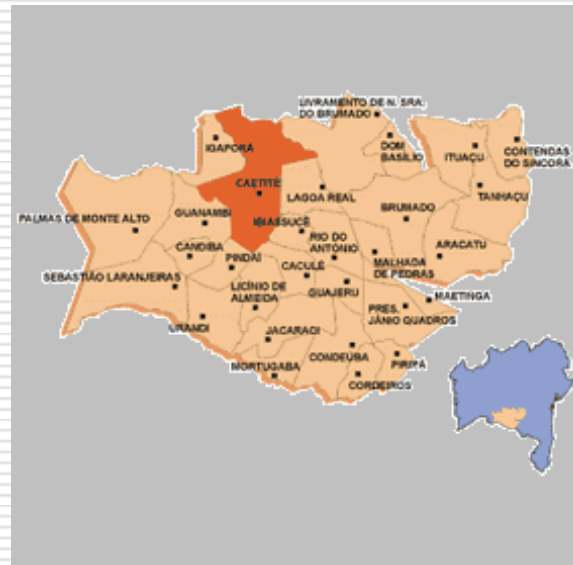 LIVRAMENTO DE N. SRA.
DO BRUMADO
IGAPORÃ
DOM
BASÍLIO
ITUAÇU
CONTENDAS
DO SINCORÁ
CAETITÉ
LAGOA REAL
TANHAÇU
PALMAS DE MONTE ALTO
GUANAMBI
IBIASSUCÊ
BRUMADO
RIO DO
ANTÔNIO
CANDIBA
PINDAÍ
CACULÉ
MALHADA
DE PEDRAS
ARACATU
SEBASTIÃO LARANJEIRAS
LICÍNIO DE
ALMEIDA
GUAJERU
MAETINGA
PRES.
JÂNIO QUADROS
URANDI
JACARACI
CONDEÚBA
PIRIPÁ
MORTUGABA
CORDEIROS